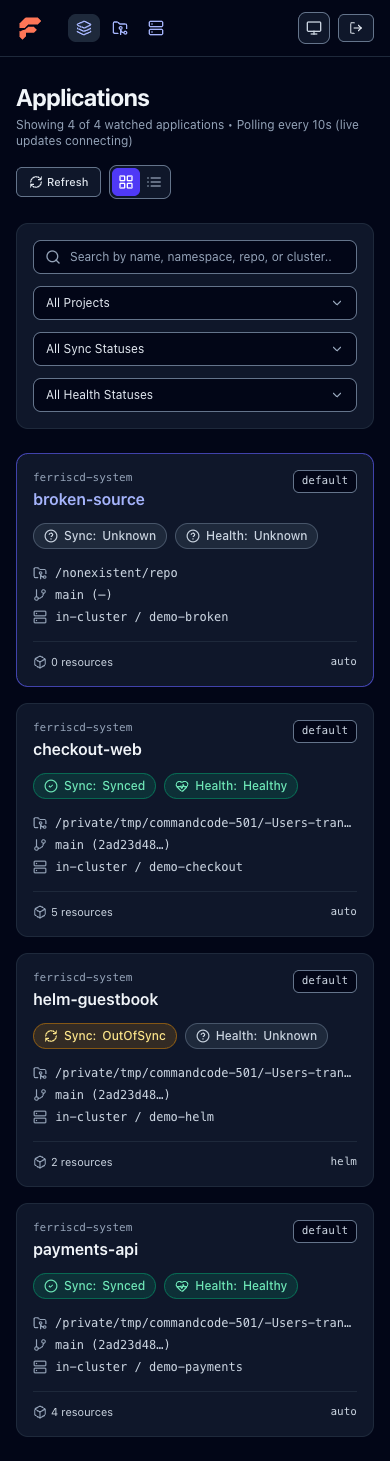 Applications
Showing 4 of 4 watched applications • Polling every 10s (live
updates connecting)
Refresh
Search by name, namespace, repo, or cluster..
All Projects
All Sync Statuses
All Health Statuses
ferriscd-system
default
broken-source
Sync: Unknown
Health: Unknown
/nonexistent/repo
main (—)
in-cluster / demo-broken
0 resources
auto
ferriscd-system
default
checkout-web
Sync: Synced
Health: Healthy
/private/tmp/commandcode-501/-Users-tran…
main (2ad23d48…)
in-cluster / demo-checkout
5 resources
auto
ferriscd-system
default
helm-guestbook
Sync: OutOfSync
Health: Unknown
/private/tmp/commandcode-501/-Users-tran…
main (2ad23d48…)
in-cluster / demo-helm
2 resources
helm
ferriscd-system
default
payments-api
Sync: Synced
Health: Healthy
/private/tmp/commandcode-501/-Users-tran…
main (2ad23d48…)
in-cluster / demo-payments
4 resources
auto